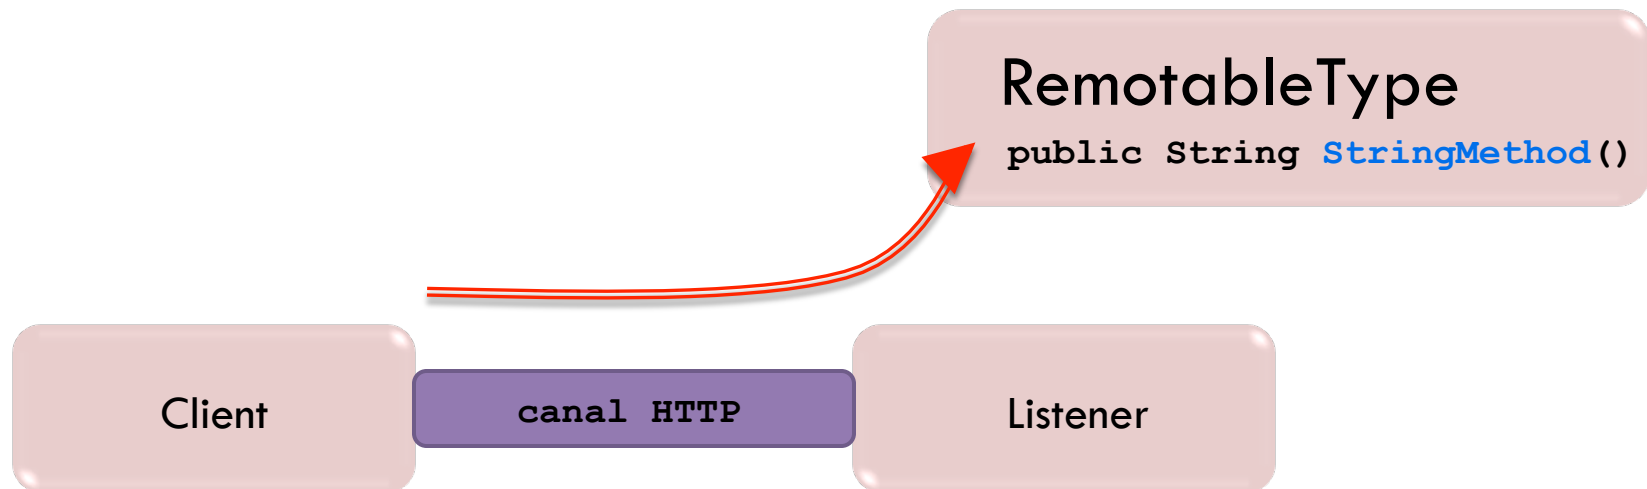 RemotableType
public String StringMethod()
Client
canal HTTP
Listener